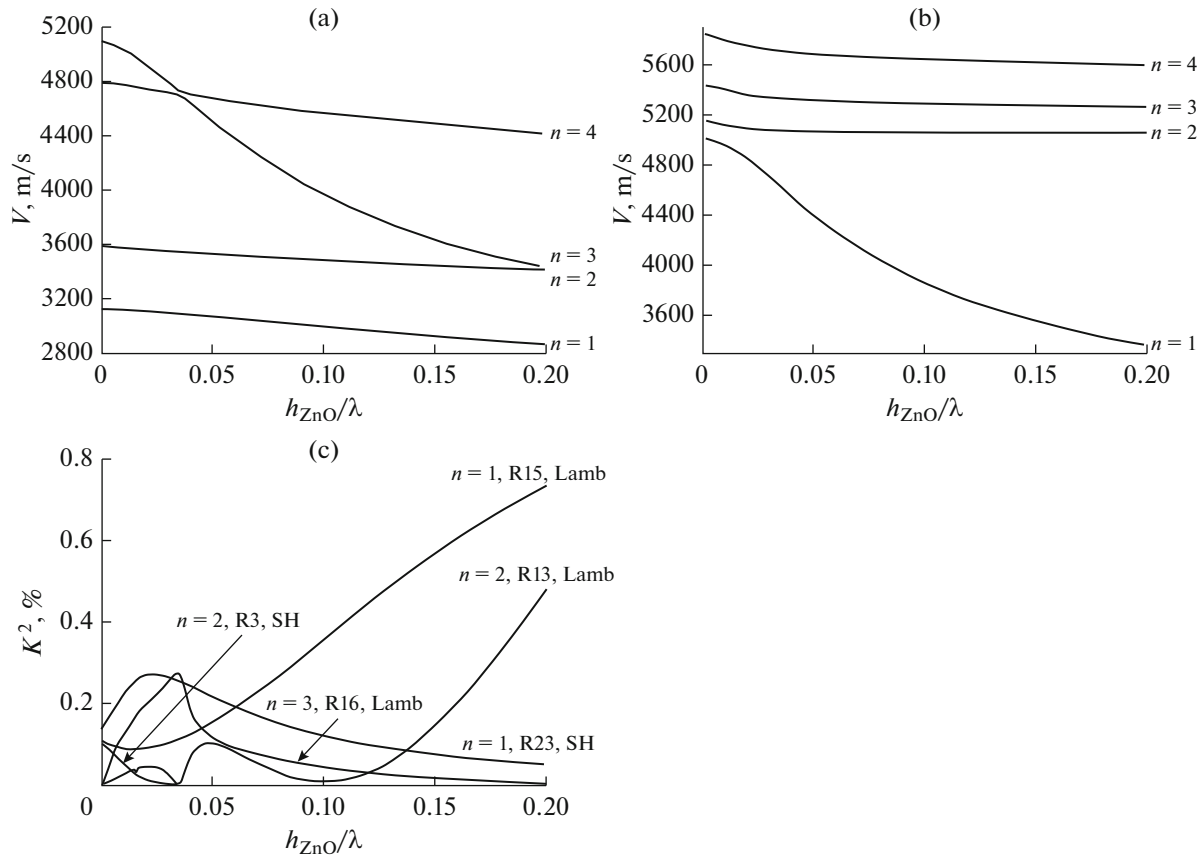 (a)
5200
4800
4400
4000
3600
3200
2800
V, m/s
n = 4
n = 3
n = 2
n = 1
0 0.05 0.10 0.15 0.20
h_ZnO/λ
(b)
5600
5200
4800
4400
4000
3600
V, m/s
n = 4
n = 3
n = 2
n = 1
0 0.05 0.10 0.15 0.20
h_ZnO/λ
(c)
0.8
0.6
0.4
0.2
K², %
n = 1, R15, Lamb
n = 2, R13, Lamb
n = 2, R3, SH
n = 3, R16, Lamb
n = 1, R23, SH
0 0.05 0.10 0.15 0.20
h_ZnO/λ